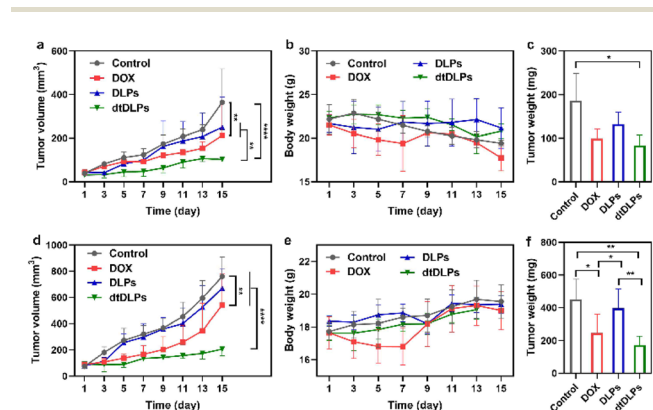 a
Tumor volume (mm³)
600
400
200
0
Control
DOX
DLPs
dtDLPs
**
**
****
1 3 5 7 9 11 13 15
Time (day)
b
Body weight (g)
30
25
20
15
10
Control
DOX
DLPs
dtDLPs
1 3 5 7 9 11 13 15
Time (day)
c
Tumor weight (mg)
300
200
100
0
*
Control
DOX
DLPs
dtDLPs
d
Tumor volume (mm³)
1000
800
600
400
200
0
Control
DOX
DLPs
dtDLPs
**
****
1 3 5 7 9 11 13 15
Time (day)
e
Body weight (g)
22
20
18
16
Control
DOX
DLPs
dtDLPs
1 3 5 7 9 11 13 15
Time (day)
f
Tumor weight (mg)
800
600
400
200
0
**
*
*
**
Control
DOX
DLPs
dtDLPs